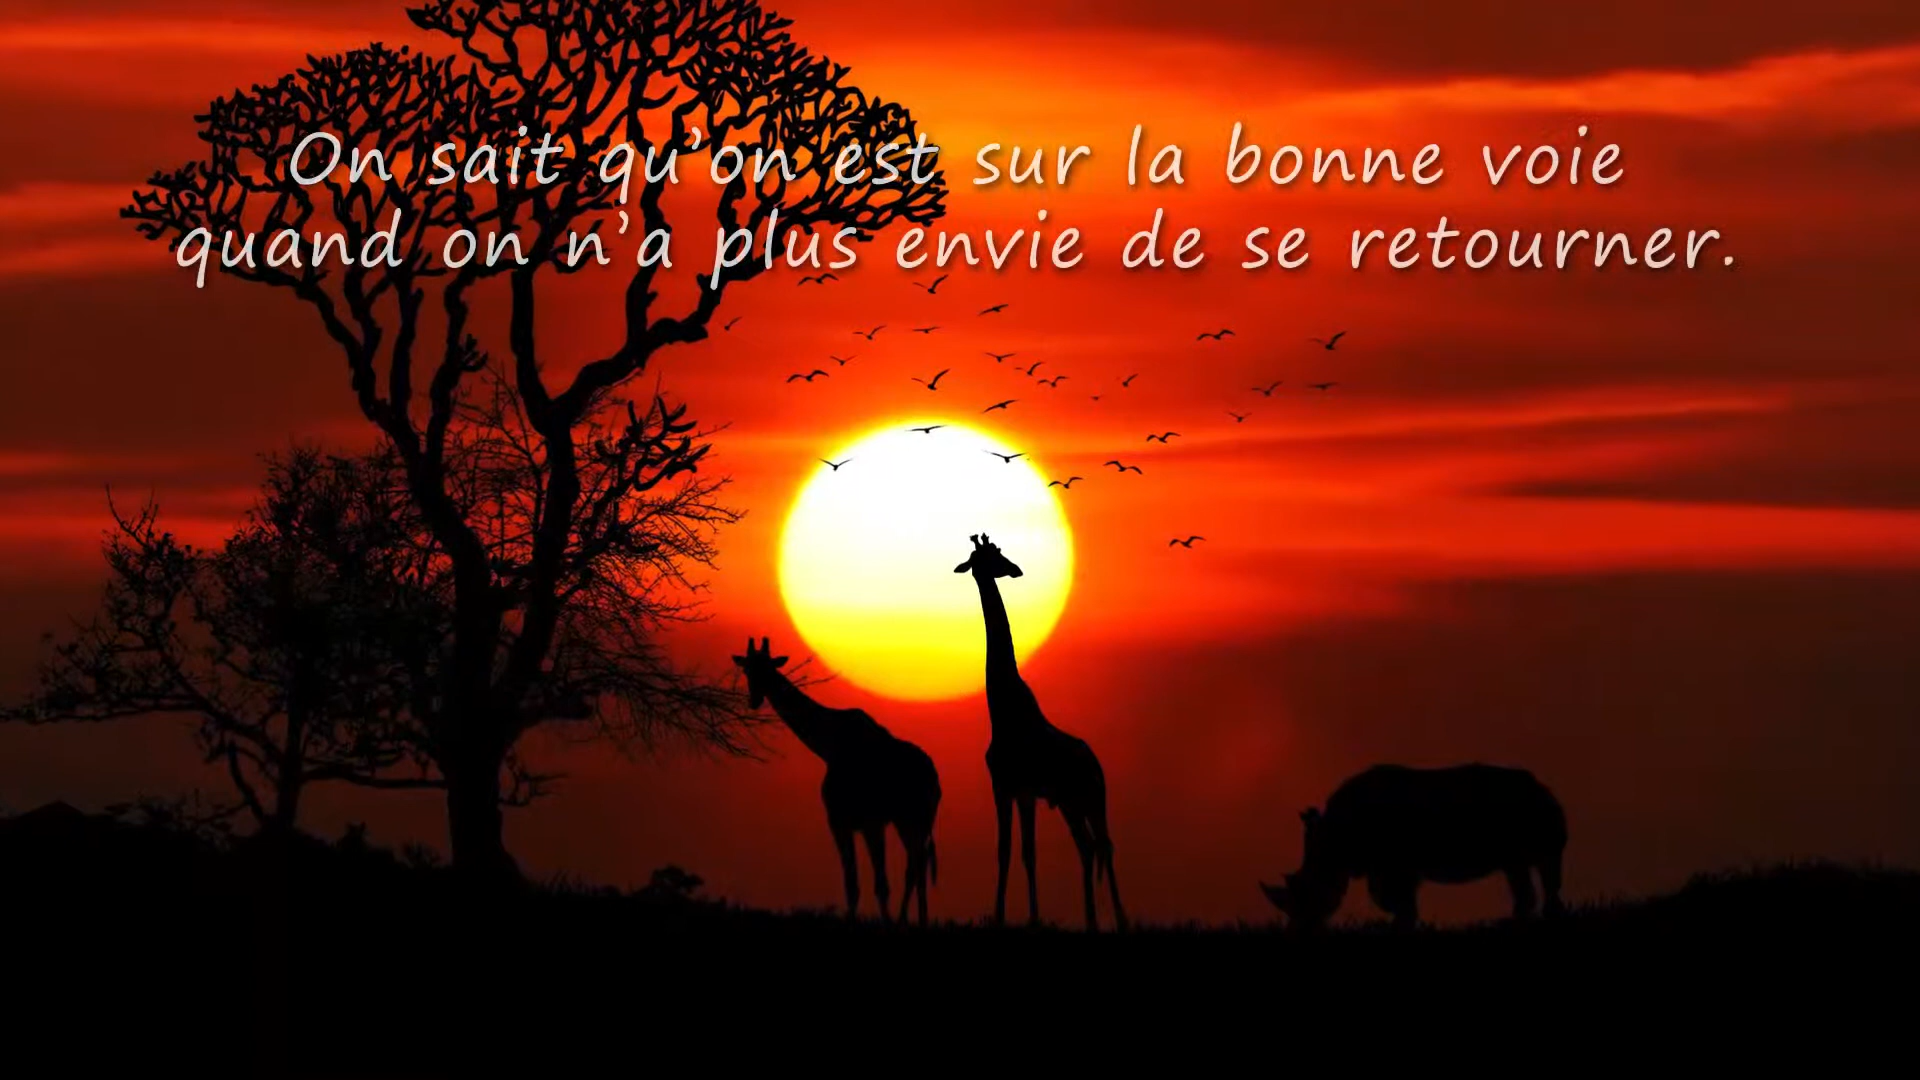 On sait qu’on est sur la bonne voie
quand on n’a plus envie de se retourner.